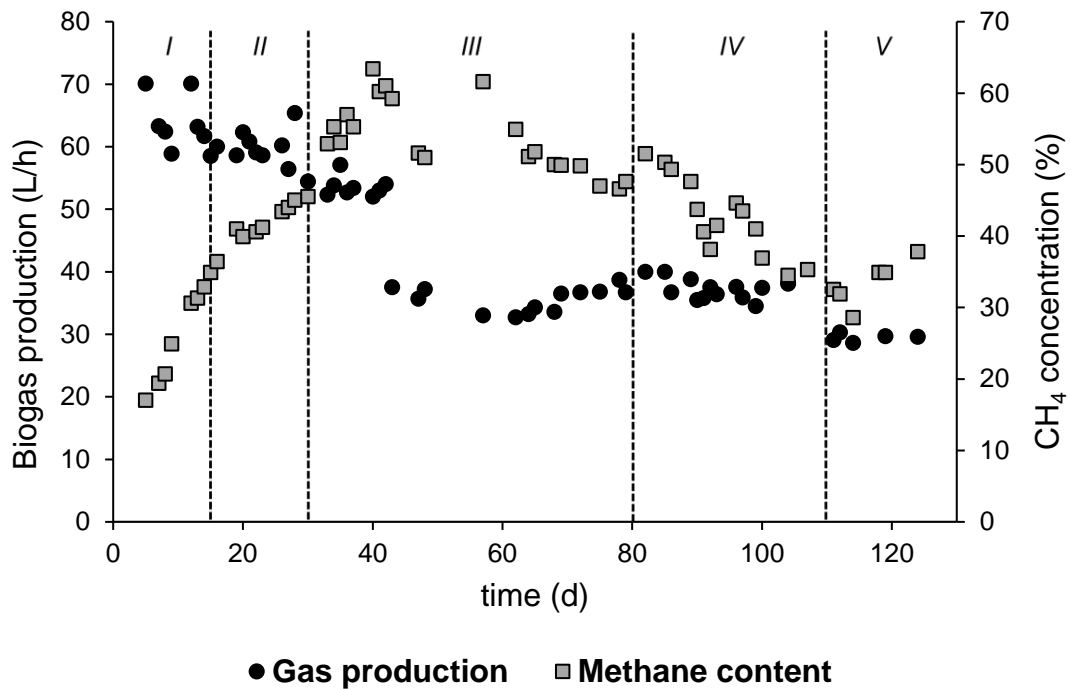 I II III IV V
80
70
60
50
40
30
20
10
0
Biogas production (L/h)
70
60
50
40
30
20
10
0
CH₄ concentration (%)
0 20 40 60 80 100 120
time (d)
Gas production Methane content